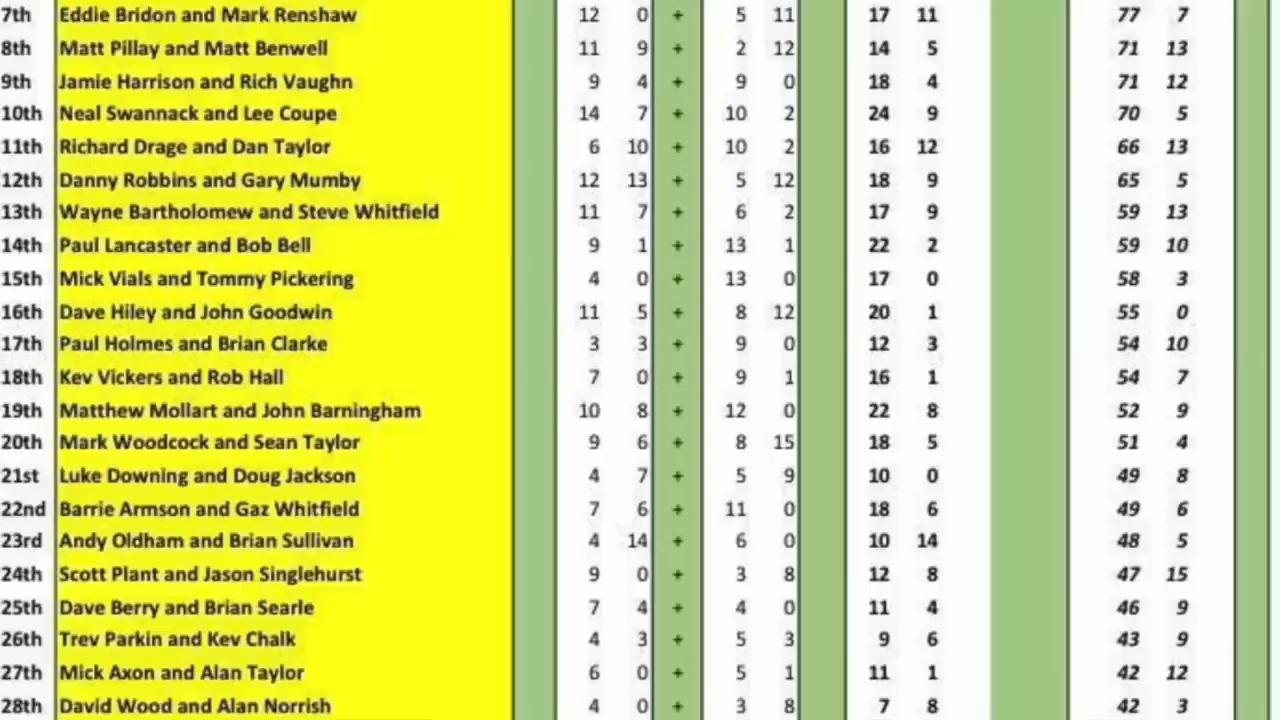 7th Eddie Bridon and Mark Renshaw 12 0 + 5 11 17 11 77 7
8th Matt Pillay and Matt Benwell 11 9 + 2 12 14 5 71 13
9th Jamie Harrison and Rich Vaughn 9 4 + 9 0 18 4 71 12
10th Neal Swannack and Lee Coupe 14 7 + 10 2 24 9 70 5
11th Richard Drage and Dan Taylor 6 10 + 10 2 16 12 66 13
12th Danny Robbins and Gary Mumby 12 13 + 5 12 18 9 65 5
13th Wayne Bartholomew and Steve Whitfield 11 7 + 6 2 17 9 59 13
14th Paul Lancaster and Bob Bell 9 1 + 13 1 22 2 59 10
15th Mick Vials and Tommy Pickering 4 0 + 13 0 17 0 58 3
16th Dave Hiley and John Goodwin 11 5 + 8 12 20 1 55 0
17th Paul Holmes and Brian Clarke 3 3 + 9 0 12 3 54 10
18th Kev Vickers and Rob Hall 7 0 + 9 1 16 1 54 7
19th Matthew Mollart and John Barningham 10 8 + 12 0 22 8 52 9
20th Mark Woodcock and Sean Taylor 9 6 + 8 15 18 5 51 4
21st Luke Downing and Doug Jackson 4 7 + 5 9 10 0 49 8
22nd Barrie Armson and Gaz Whitfield 7 6 + 11 0 18 6 49 6
23rd Andy Oldham and Brian Sullivan 4 14 + 6 0 10 14 48 5
24th Scott Plant and Jason Singlehurst 9 0 + 3 8 12 8 47 15
25th Dave Berry and Brian Searle 7 4 + 4 0 11 4 46 9
26th Trev Parkin and Kev Chalk 4 3 + 5 3 9 6 43 9
27th Mick Axon and Alan Taylor 6 0 + 5 1 11 1 42 12
28th David Wood and Alan Norrish 4 0 + 3 8 7 8 42 3